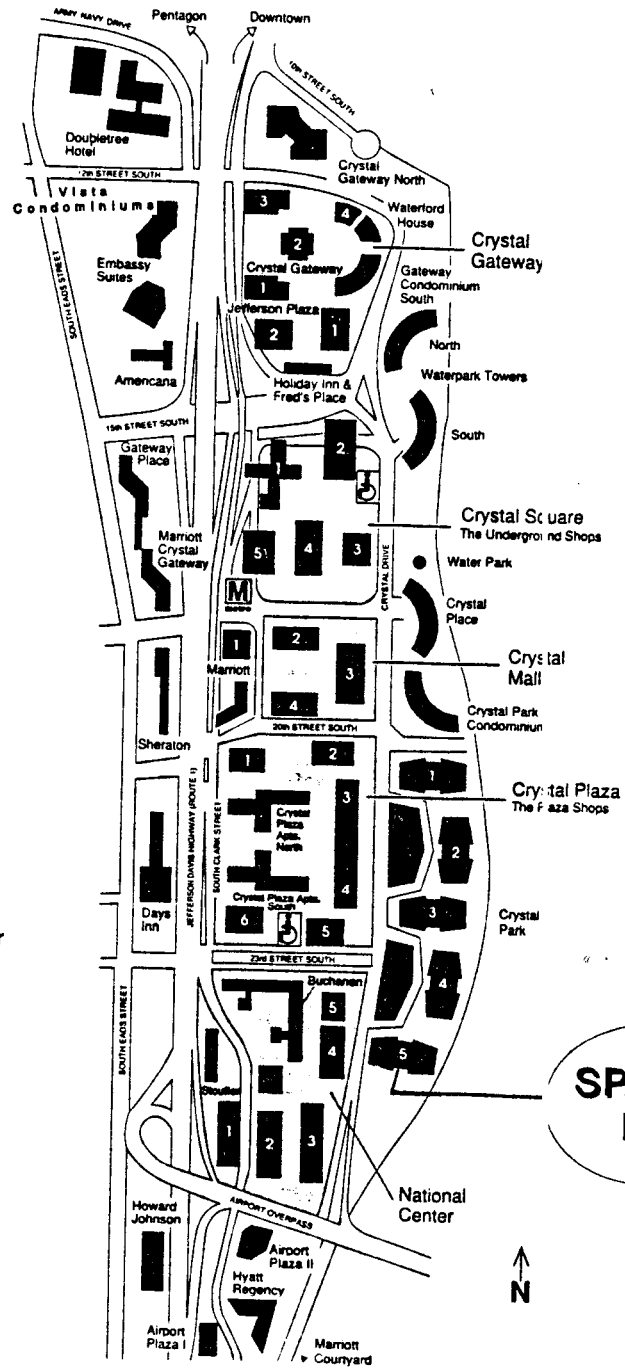 Pentagon
Downtown
ARMY NAVY DRIVE
10th STREET SOUTH
Doubletree
Hotel
Crystal
Gateway North
12th STREET SOUTH
Vista
Condominiums
3
4
Waterford
House
2
Crystal
Gateway
Embassy
Suites
Crystal Gateway
Gateway
Condominium
South
SOUTH EADS STREET
1
Jefferson Plaza
2
1
North
Americana
Holiday Inn &
Fred's Place
Waterpark Towers
15th STREET SOUTH
2
South
Gateway
Place
1
Crystal Square
The Underground Shops
Marriott
Crystal
Gateway
5
4
3
CRYSTAL DRIVE
Water Park
M
metro
Crystal
Place
1
2
Marriott
3
Crystal
Mall
4
20th STREET SOUTH
Crystal Park
Condominium
Sheraton
1
2
1
JEFFERSON DAVIS HIGHWAY (ROUTE 1)
SOUTH CLARK STREET
3
Crystal Plaza
The Plaza Shops
Crystal
Plaza
Apts.
North
2
4
3
Days
Inn
Crystal Plaza Apts.
South
Crystal
Park
6
5
23rd STREET SOUTH
4
Buchanan
5
4
5
SOUTH EADS STREET
Stouffer
SP
1
2
3
National
Center
AIRPORT OVERPASS
Howard
Johnson
Airport
Plaza II
N
Hyatt
Regency
Airport
Plaza I
Marriott
Courtyard